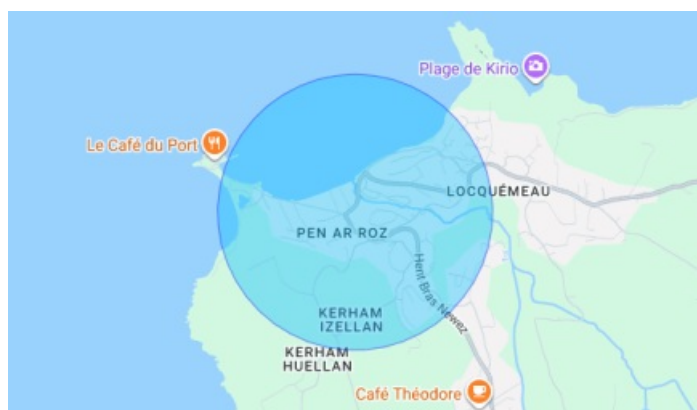 Plage de Kirio
Le Café du Port
LOCQUÉMEAU
PEN AR ROZ
Hent Bras Newez
KERHAM
IZELLAN
KERHAM
HUELLAN
Café Théodore